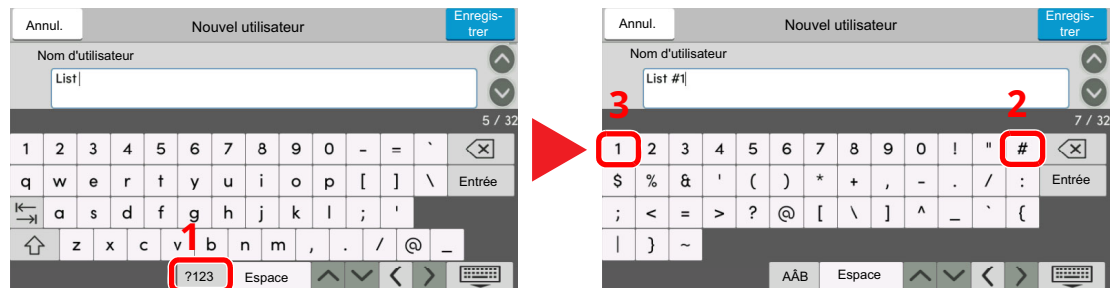 Annul.
Nouvel utilisateur
Enregis-
trer
Nom d'utilisateur
List
5 / 32
1 2 3 4 5 6 7 8 9 0 - = `
q w e r t y u i o p [ ] \ Entrée
a s d f g h j k l ; '
z x c v b n m , . / @ _
1
?123 Espace
Annul.
Nouvel utilisateur
Enregis-
trer
Nom d'utilisateur
List #1
3
2
7 / 32
1 2 3 4 5 6 7 8 9 0 ! " #
$ % & ' ( ) * + , - . / : Entrée
; < = > ? @ [ \ ] ^ _ ` {
| } ~
AÂB Espace